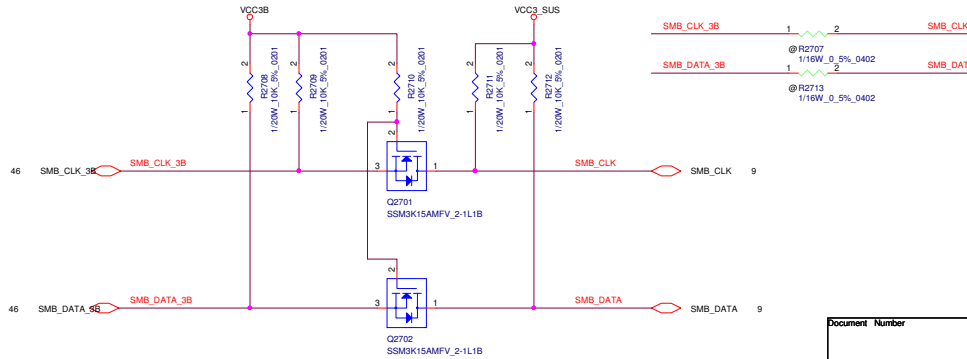 VCC3B
VCC3_SUS
SMB_CLK_3B 1 2 SMB_CLK
@ R2707
1/16W_0_5%_0402
SMB_DATA_3B 1 2 SMB_DAT
@ R2713
1/16W_0_5%_0402
2 2 2 2 2
R2708
1/20W_10K_5%_0201
R2709
1/20W_10K_5%_0201
R2710
1/20W_10K_5%_0201
R2711
1/20W_10K_5%_0201
R2712
1/20W_10K_5%_0201
1 1 1 1 1
2
46 SMB_CLK_3B SMB_CLK_3B 3 1 SMB_CLK SMB_CLK 9
Q2701
SSM3K15AMFV_2-1L1B
2
46 SMB_DATA_3B SMB_DATA_3B 3 1 SMB_DATA SMB_DATA 9
Q2702
SSM3K15AMFV_2-1L1B
Document Number